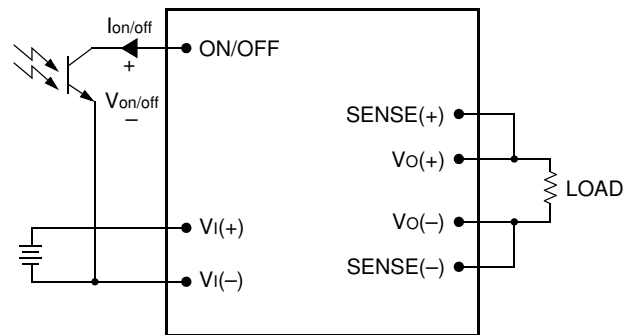 Ion/off
+
ON/OFF
Von/off
–
SENSE(+)
VO(+)
LOAD
VO(–)
VI(+)
SENSE(–)
VI(–)